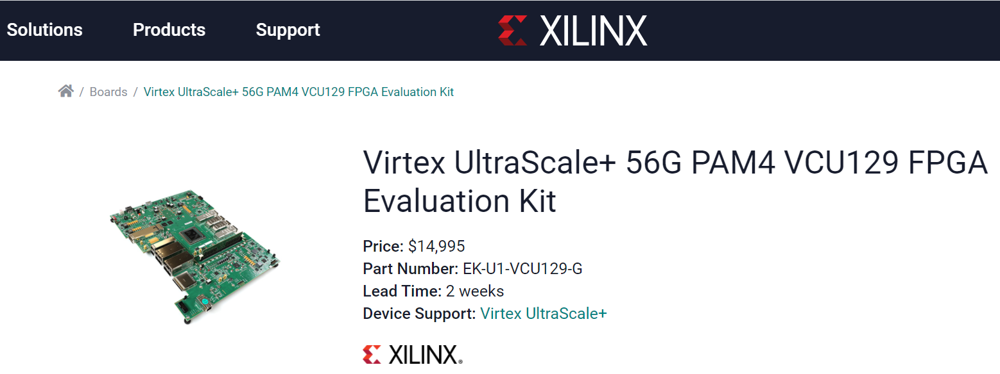 Solutions Products Support XILINX
/ Boards / Virtex UltraScale+ 56G PAM4 VCU129 FPGA Evaluation Kit
Virtex UltraScale+ 56G PAM4 VCU129 FPGA
Evaluation Kit
Price: $14,995
Part Number: EK-U1-VCU129-G
Lead Time: 2 weeks
Device Support: Virtex UltraScale+
XILINX®